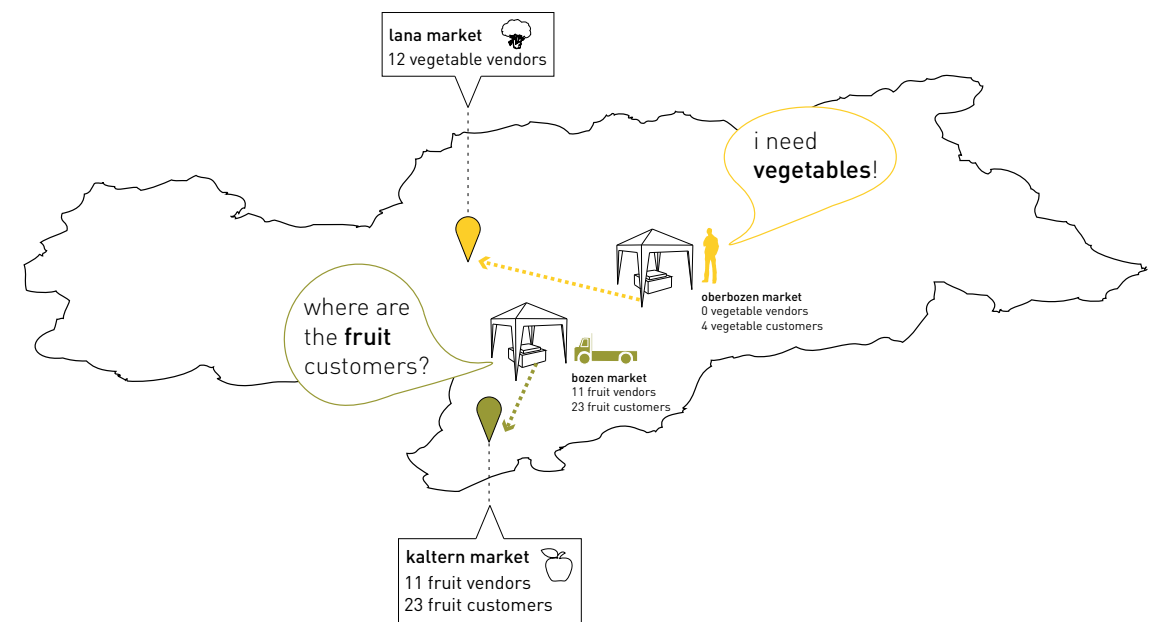 lana market
12 vegetable vendors
i need
vegetables!
oberbozen market
0 vegetable vendors
4 vegetable customers
where are
the fruit
customers?
bozen market
11 fruit vendors
23 fruit customers
kaltern market
11 fruit vendors
23 fruit customers